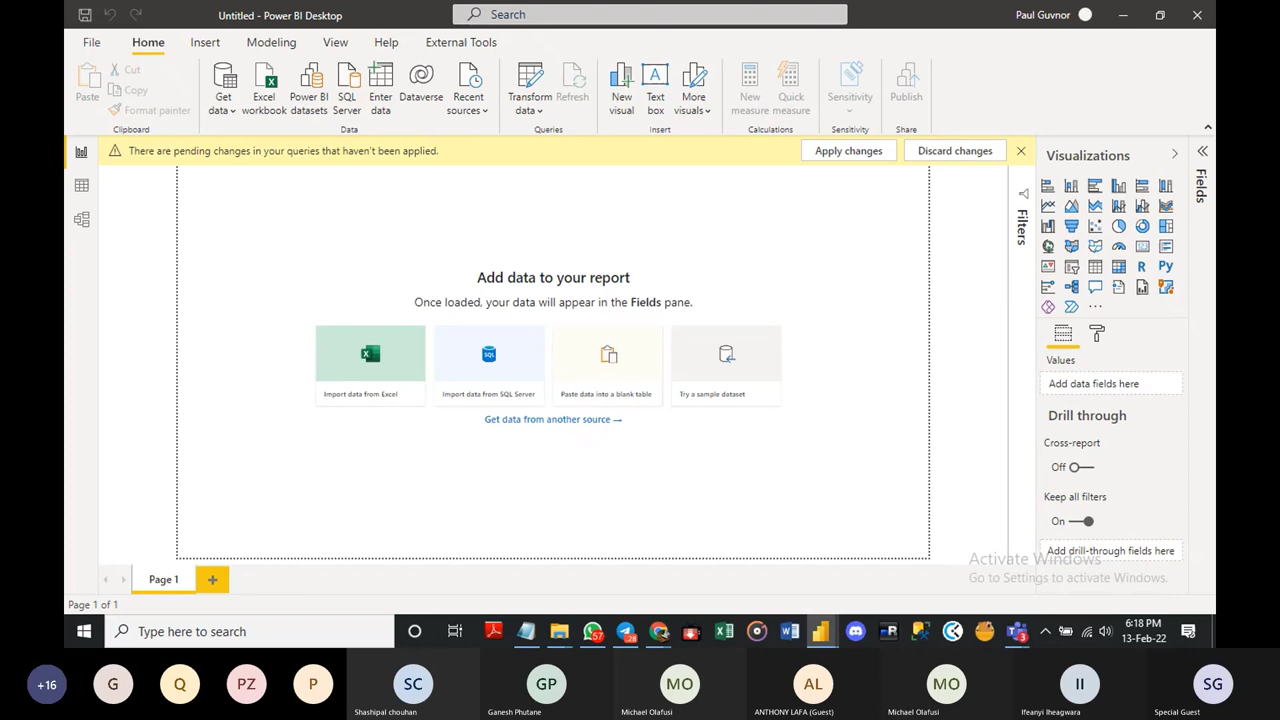 Untitled - Power BI Desktop
Search
Paul Guvnor
File Home Insert Modeling View Help External Tools
Paste
Cut
Copy
Format painter
Clipboard
Get data
Excel workbook
Power BI datasets
SQL Server
Enter data
Dataverse
Recent sources
Data
Transform data
Refresh
Queries
New visual
Text box
More visuals
Insert
New measure
Quick measure
Calculations
Sensitivity
Sensitivity
Publish
Share
There are pending changes in your queries that haven't been applied.
Apply changes
Discard changes
Visualizations
Fields
Filters
Add data to your report
Once loaded, your data will appear in the Fields pane.
X
SQL
Import data from Excel
Import data from SQL Server
Paste data into a blank table
Try a sample dataset
Get data from another source →
123
R
Py
...
Values
Add data fields here
Drill through
Cross-report
Off
Keep all filters
On
Add drill-through fields here
Activate Windows
Go to Settings to activate Windows.
Page 1
Page 1 of 1
Type here to search
57
28
R
3
6:18 PM
13-Feb-22
+16
G
Q
PZ
P
SC
GP
MO
AL
MO
II
SG
Shashipal chouhan
Ganesh Phutane
Michael Olafusi
ANTHONY LAFA (Guest)
Michael Olafusi
Ifeanyi Iheagwara
Special Guest